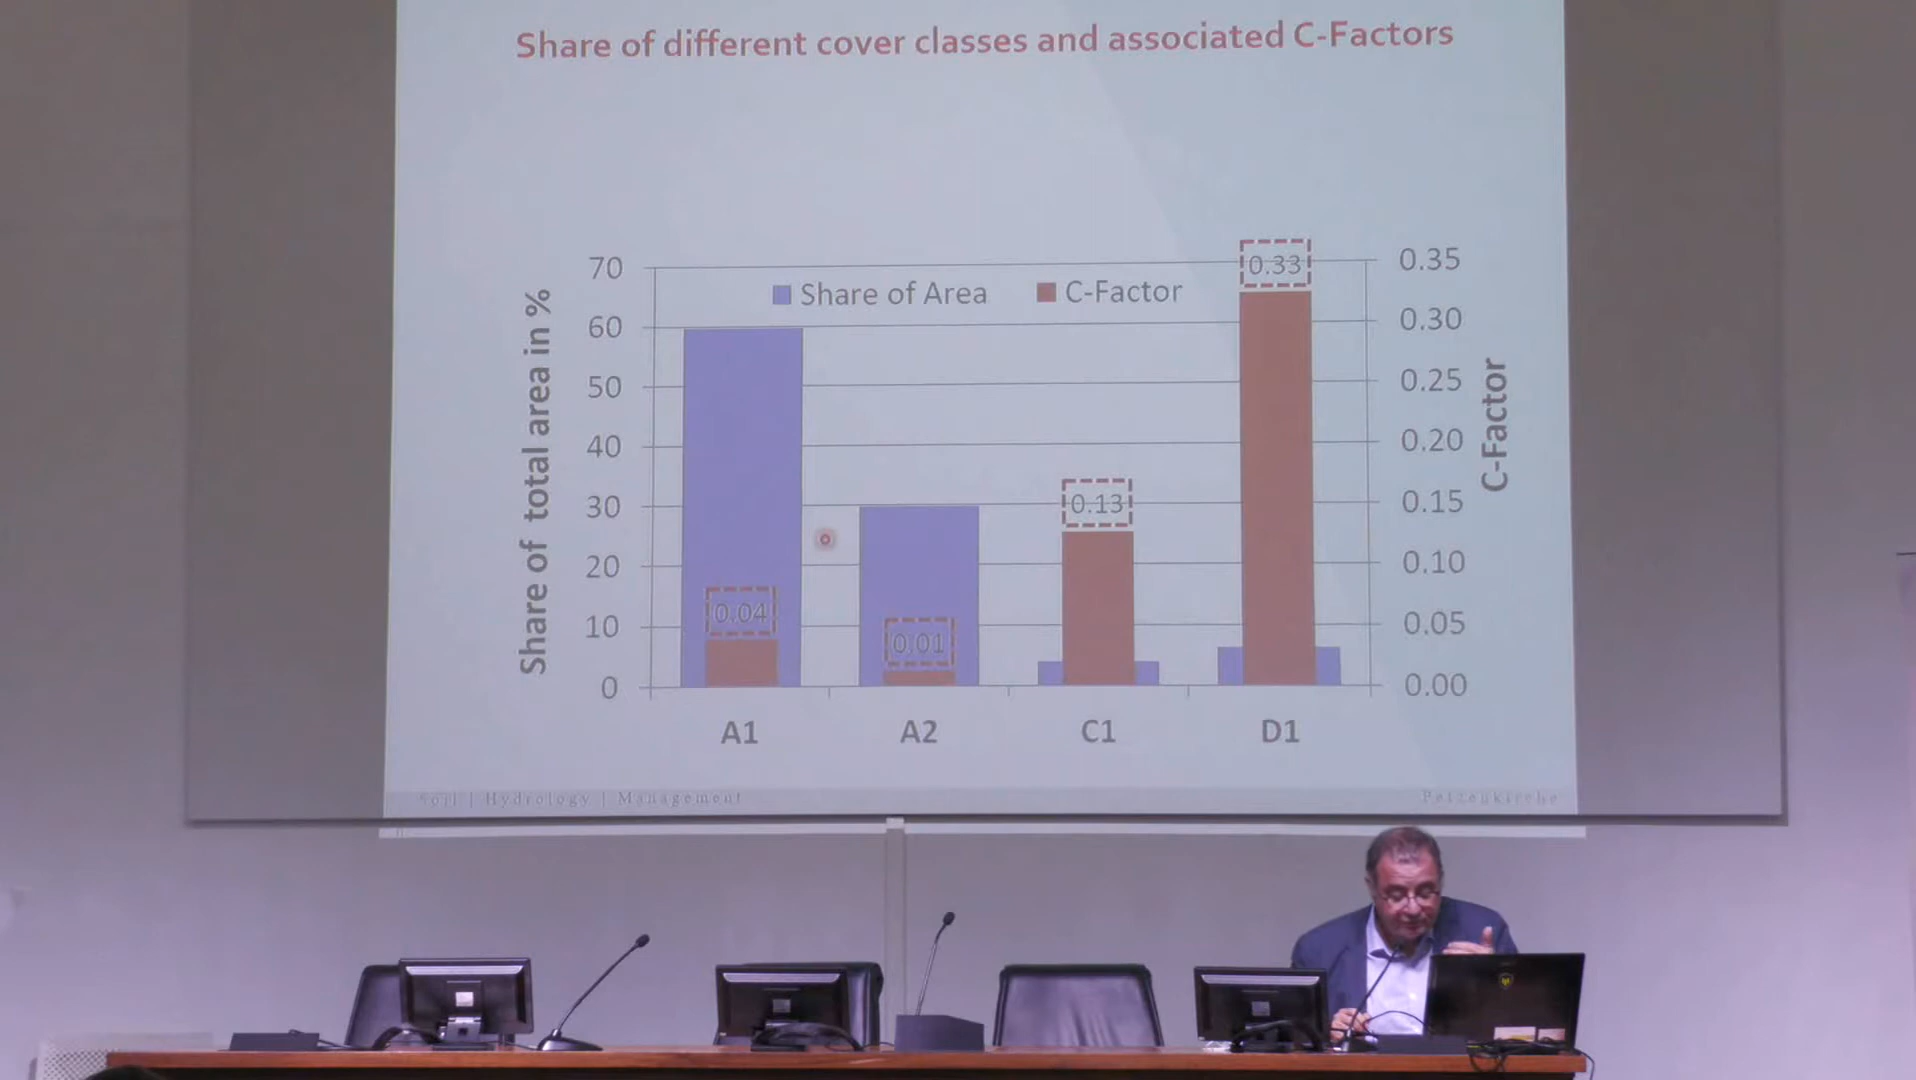 Share of different cover classes and associated C-Factors
Share of Area
C-Factor
Share of total area in %
70
60
50
40
30
20
10
0
0.04
0.01
0.13
0.33
0.35
0.30
0.25
0.20
0.15
0.10
0.05
0.00
C-Factor
A1 A2 C1 D1
Soil | Hydrology | Management
Petzenkirche